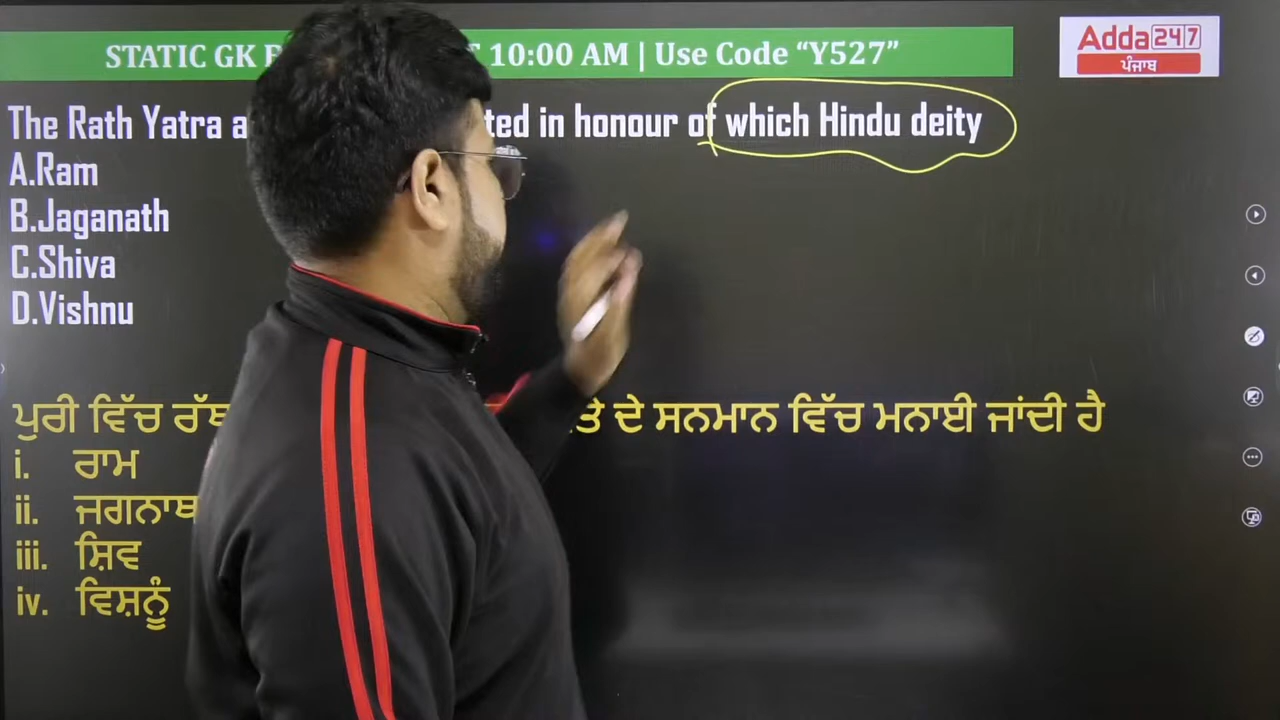 STATIC GK 10:00 AM | Use Code “Y527”
Adda247
ਪੰਜਾਬ
The Rath Yatra in honour of which Hindu deity
A.Ram
B.Jaganath
C.Shiva
D.Vishnu
ਪੁਰੀ ਵਿੱਚ ਦੇ ਸਨਮਾਨ ਵਿੱਚ ਮਨਾਈ ਜਾਂਦੀ ਹੈ
i. ਰਾਮ
ii. ਜਗਨਾਥ
iii. ਸ਼ਿਵ
iv. ਵਿਸ਼ਨੂੰ